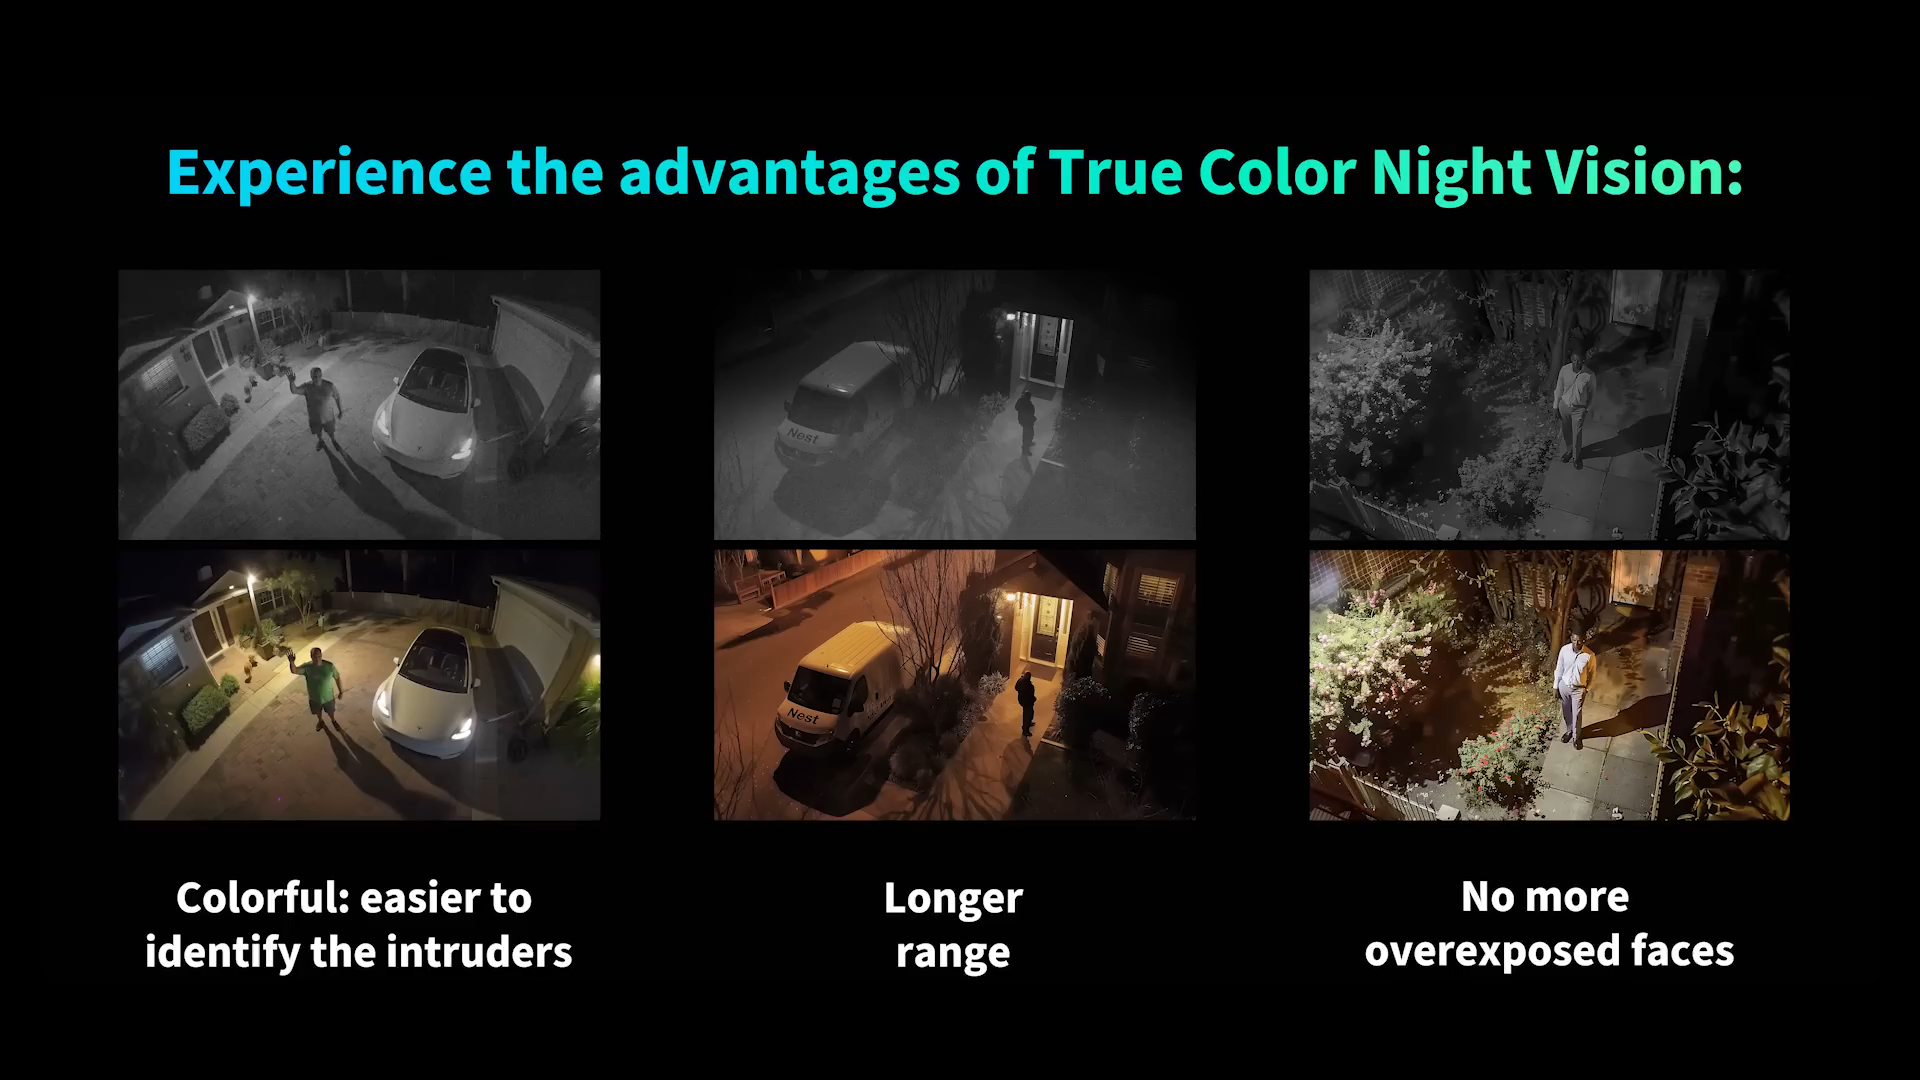 Experience the advantages of True Color Night Vision:
Nest
Nest
Colorful: easier to
identify the intruders
Longer
range
No more
overexposed faces